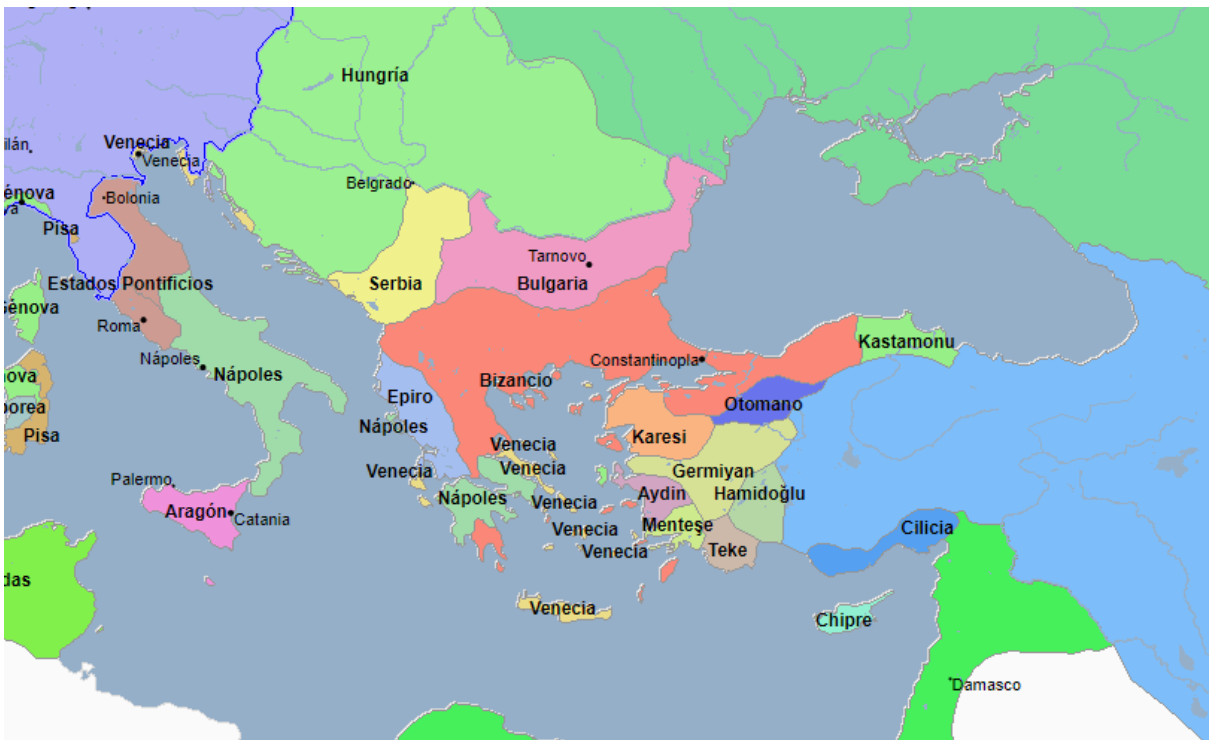 Hungría
ilán
Venecia
Venecia
Belgrado
énova
a
Bolonia
Pisa
Tarnovo
Estados Pontificios
Serbia
Bulgaria
Génova
Roma
Kastamonu
Nápoles
Constantinopla
Nápoles
nova
Bizancio
Epiro
Otomano
borea
Nápoles
Pisa
Karesi
Venecia
Venecia
Venecia
Germiyan
Palermo
Nápoles
Aydin
Hamidoğlu
Venecia
Aragón
Catania
Menteşe
Venecia
Cilicia
Venecia
Teke
das
Venecia
Chipre
Damasco